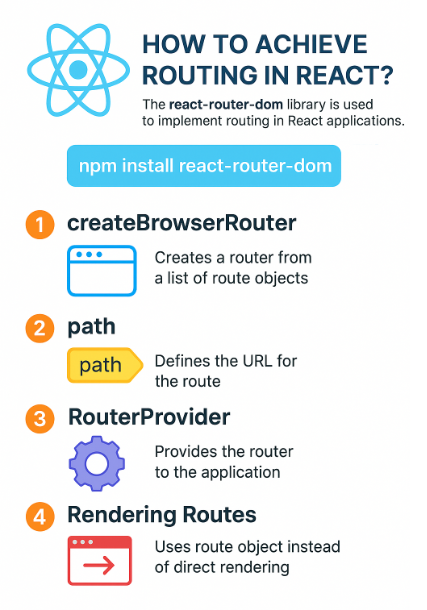 HOW TO ACHIEVE
ROUTING IN REACT?
The react-router-dom library is used
to implement routing in React applications.
npm install react-router-dom
1 createBrowserRouter
Creates a router from
a list of route objects
2 path
path
Defines the URL for
the route
3 RouterProvider
Provides the router
to the application
4 Rendering Routes
Uses route object instead
of direct rendering